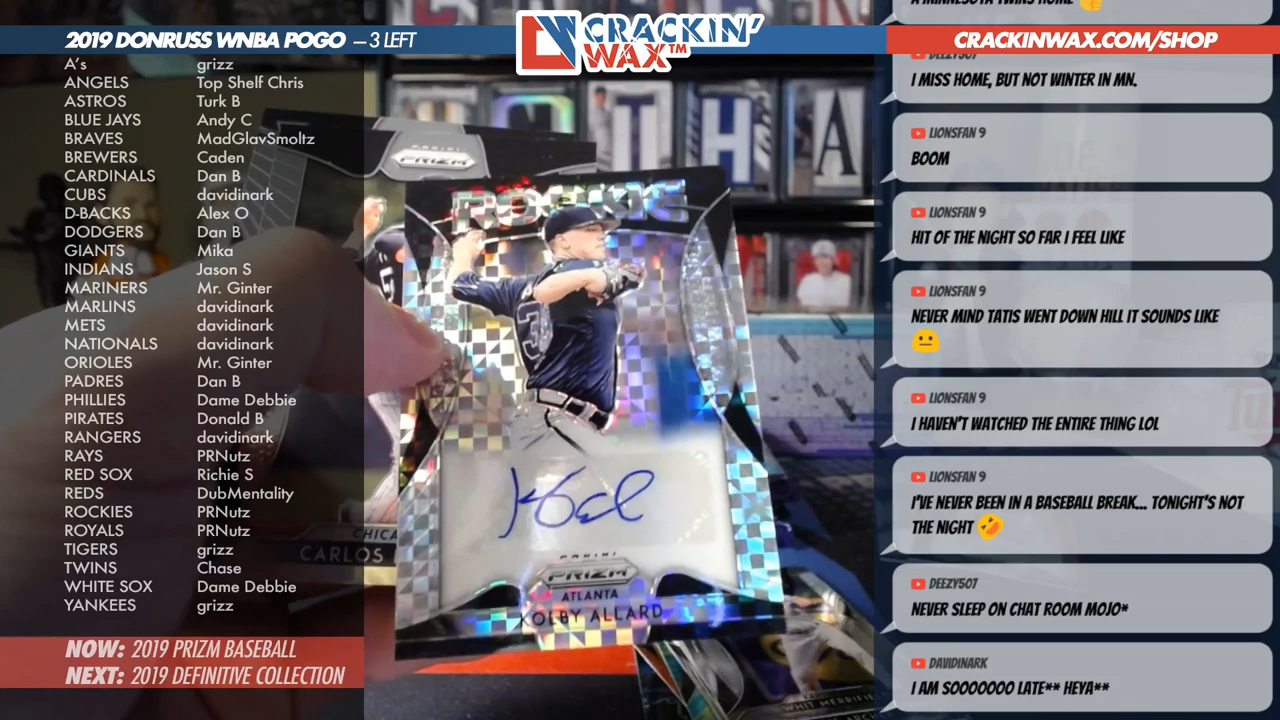 2019 DONRUSS WNBA POGO – 3 LEFT
CRACKIN'
WAX™
CRACKINWAX.COM/SHOP
A's grizz
ANGELS Top Shelf Chris
ASTROS Turk B
BLUE JAYS Andy C
BRAVES MadGlavSmoltz
BREWERS Caden
CARDINALS Dan B
CUBS davidinark
D-BACKS Alex O
DODGERS Dan B
GIANTS Mika
INDIANS Jason S
MARINERS Mr. Ginter
MARLINS davidinark
METS davidinark
NATIONALS davidinark
ORIOLES Mr. Ginter
PADRES Dan B
PHILLIES Dame Debbie
PIRATES Donald B
RANGERS davidinark
RAYS PRNutz
RED SOX Richie S
REDS DubMentality
ROCKIES PRNutz
ROYALS PRNutz
TIGERS grizz
TWINS Chase
WHITE SOX Dame Debbie
YANKEES grizz
NOW: 2019 PRIZM BASEBALL
NEXT: 2019 DEFINITIVE COLLECTION
PANINI
PRIZM
ROOKIE
PANINI
PRIZM
ATLANTA
KOLBY ALLARD
CARLOS
WHIT MERRIFIE
T H A
A MINNESOTA TWINS HOME 👍
DEEZY507
I MISS HOME, BUT NOT WINTER IN MN.
LIONSFAN 9
BOOM
LIONSFAN 9
HIT OF THE NIGHT SO FAR I FEEL LIKE
LIONSFAN 9
NEVER MIND TATIS WENT DOWN HILL IT SOUNDS LIKE
😐
LIONSFAN 9
I HAVEN'T WATCHED THE ENTIRE THING LOL
LIONSFAN 9
I'VE NEVER BEEN IN A BASEBALL BREAK... TONIGHT'S NOT
THE NIGHT 🤣
DEEZY507
NEVER SLEEP ON CHAT ROOM MOJO*
DAVIDINARK
I AM SOOOOOOO LATE** HEYA**